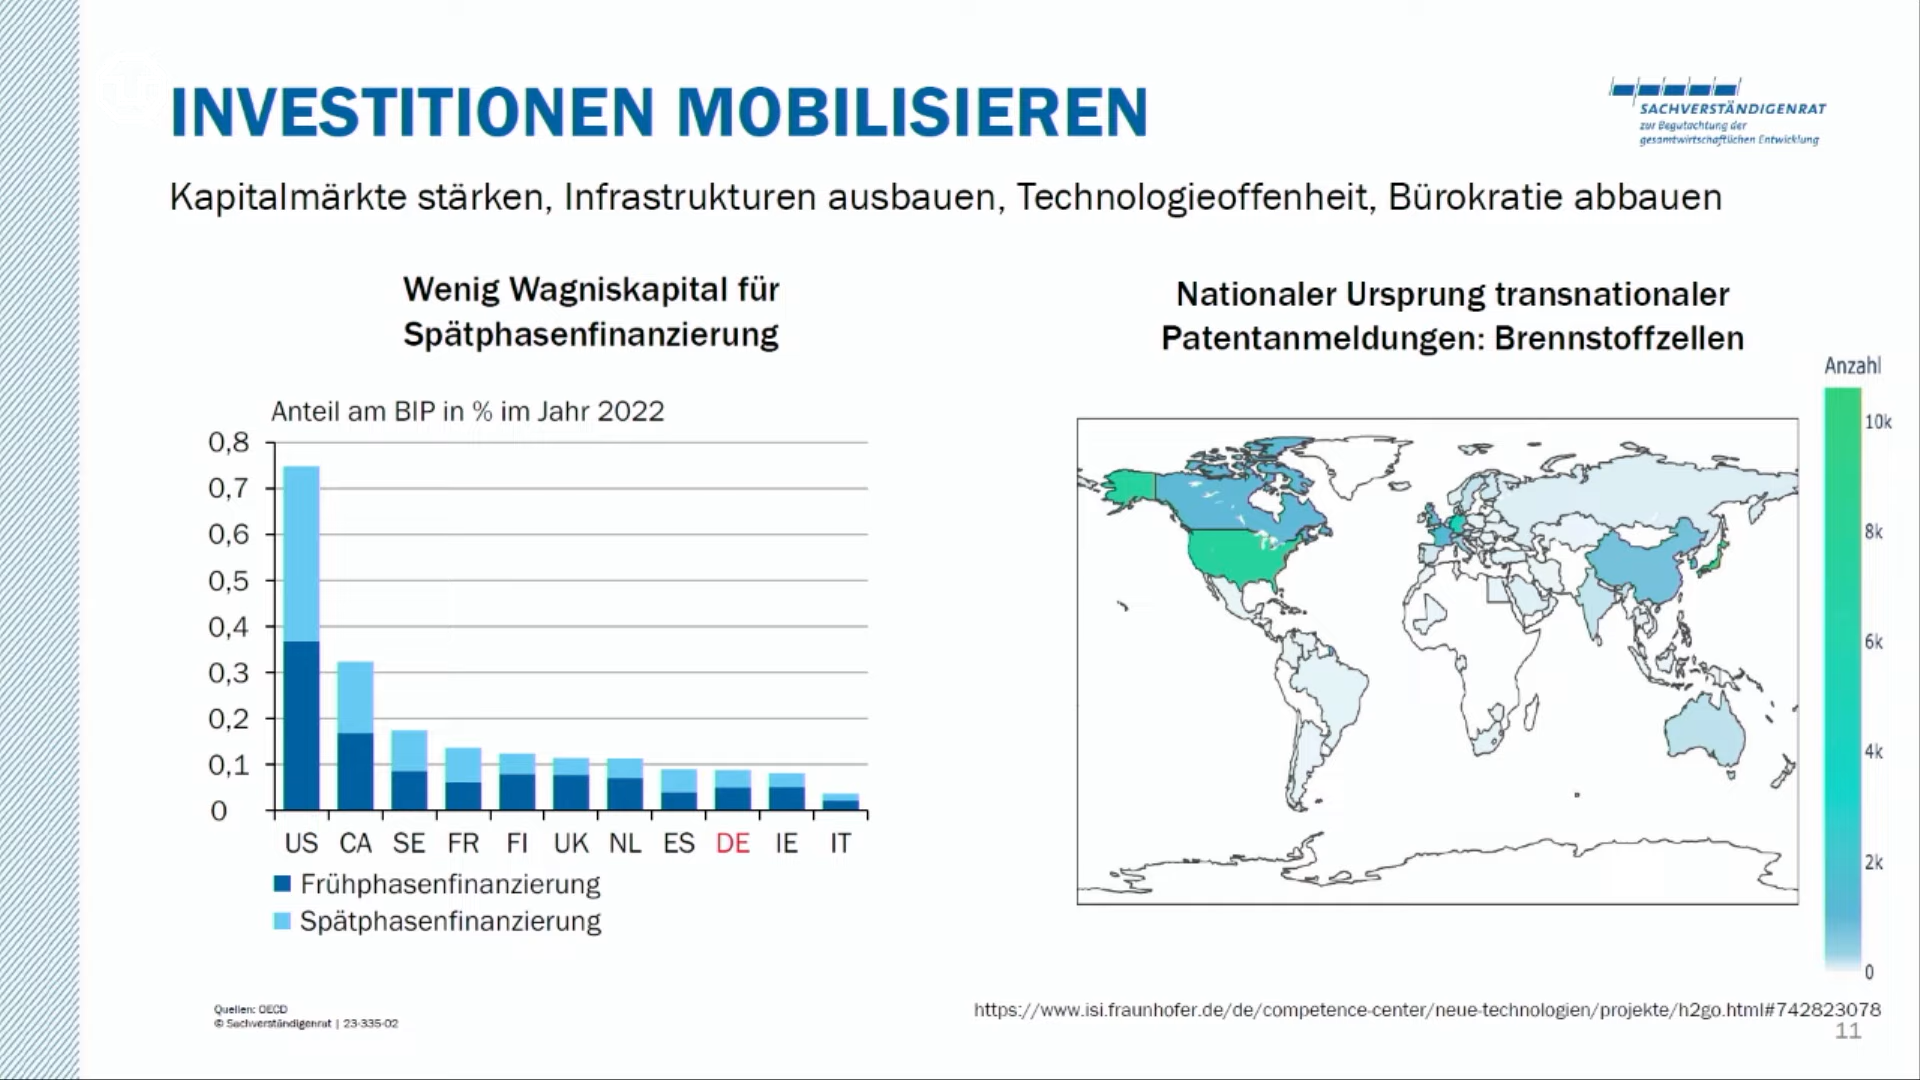 INVESTITIONEN MOBILISIEREN
SACHVERSTÄNDIGENRAT
zur Begutachtung der
gesamtwirtschaftlichen Entwicklung
Kapitalmärkte stärken, Infrastrukturen ausbauen, Technologieoffenheit, Bürokratie abbauen
Wenig Wagniskapital für
Spätphasenfinanzierung
Anteil am BIP in % im Jahr 2022
0,8
0,7
0,6
0,5
0,4
0,3
0,2
0,1
0
US CA SE FR FI UK NL ES DE IE IT
Frühphasenfinanzierung
Spätphasenfinanzierung
Quellen: OECD
© Sachverständigenrat | 23-335-02
Nationaler Ursprung transnationaler
Patentanmeldungen: Brennstoffzellen
Anzahl
10k
8k
6k
4k
2k
0
https://www.isi.fraunhofer.de/de/competence-center/neue-technologien/projekte/h2go.html#742823078
11